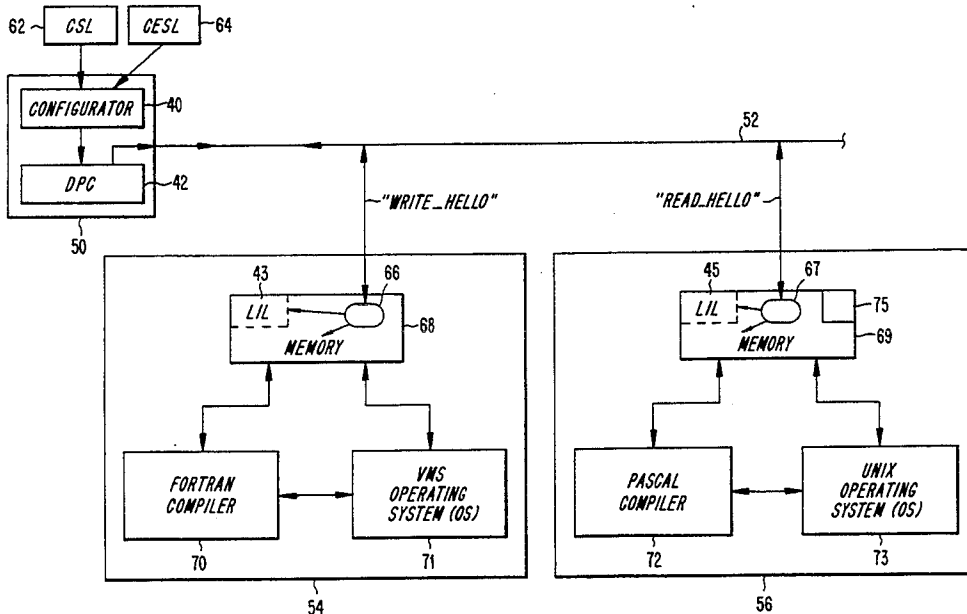 62 CSL CESL 64
CONFIGURATOR 40
DPC 42
50
52
"WRITE_HELLO" "READ_HELLO"
43 66
LIL
68
MEMORY
45 67
LIL
75
69
MEMORY
FORTRAN
COMPILER
70
VMS
OPERATING
SYSTEM (OS)
71
54
PASCAL
COMPILER
72
UNIX
OPERATING
SYSTEM (OS)
73
56